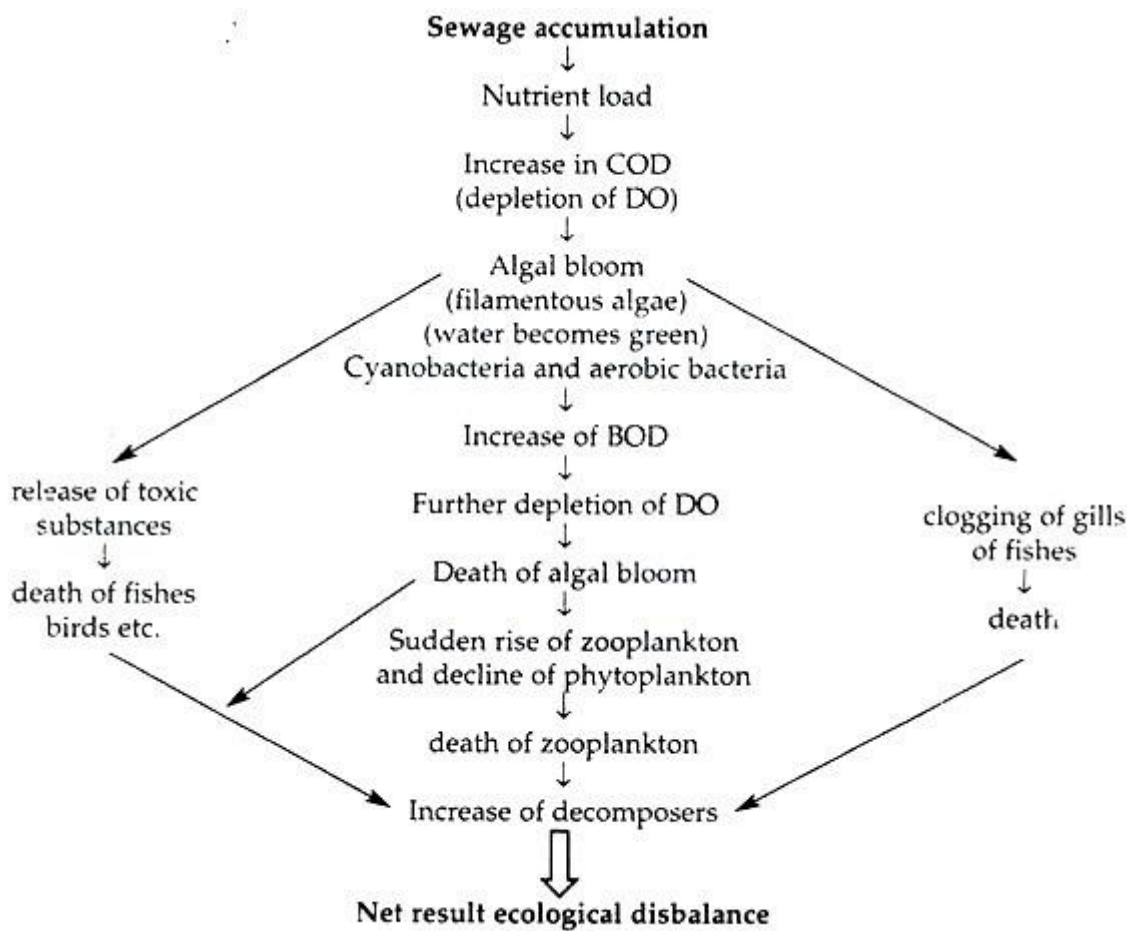 Sewage accumulation
Nutrient load
Increase in COD
(depletion of DO)
Algal bloom
(filamentous algae)
(water becomes green)
Cyanobacteria and aerobic bacteria
Increase of BOD
Further depletion of DO
Death of algal bloom
Sudden rise of zooplankton
and decline of phytoplankton
death of zooplankton
release of toxic
substances
death of fishes
birds etc.
clogging of gills
of fishes
death
Increase of decomposers
Net result ecological disbalance